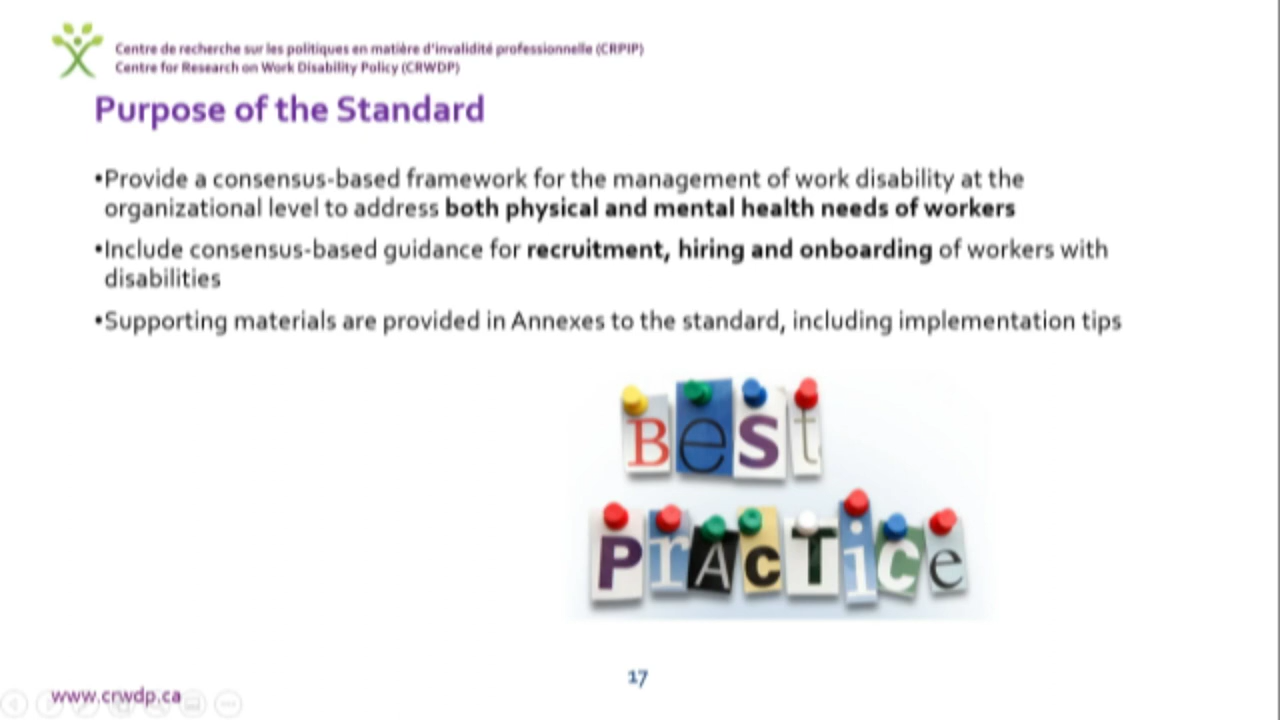 Centre de recherche sur les politiques en matière d'invalidité professionnelle (CRPIP)
Centre for Research on Work Disability Policy (CRWDP)
Purpose of the Standard
•Provide a consensus-based framework for the management of work disability at the
organizational level to address both physical and mental health needs of workers
•Include consensus-based guidance for recruitment, hiring and onboarding of workers with
disabilities
•Supporting materials are provided in Annexes to the standard, including implementation tips
Best
PrAcTice
17
www.crwdp.ca